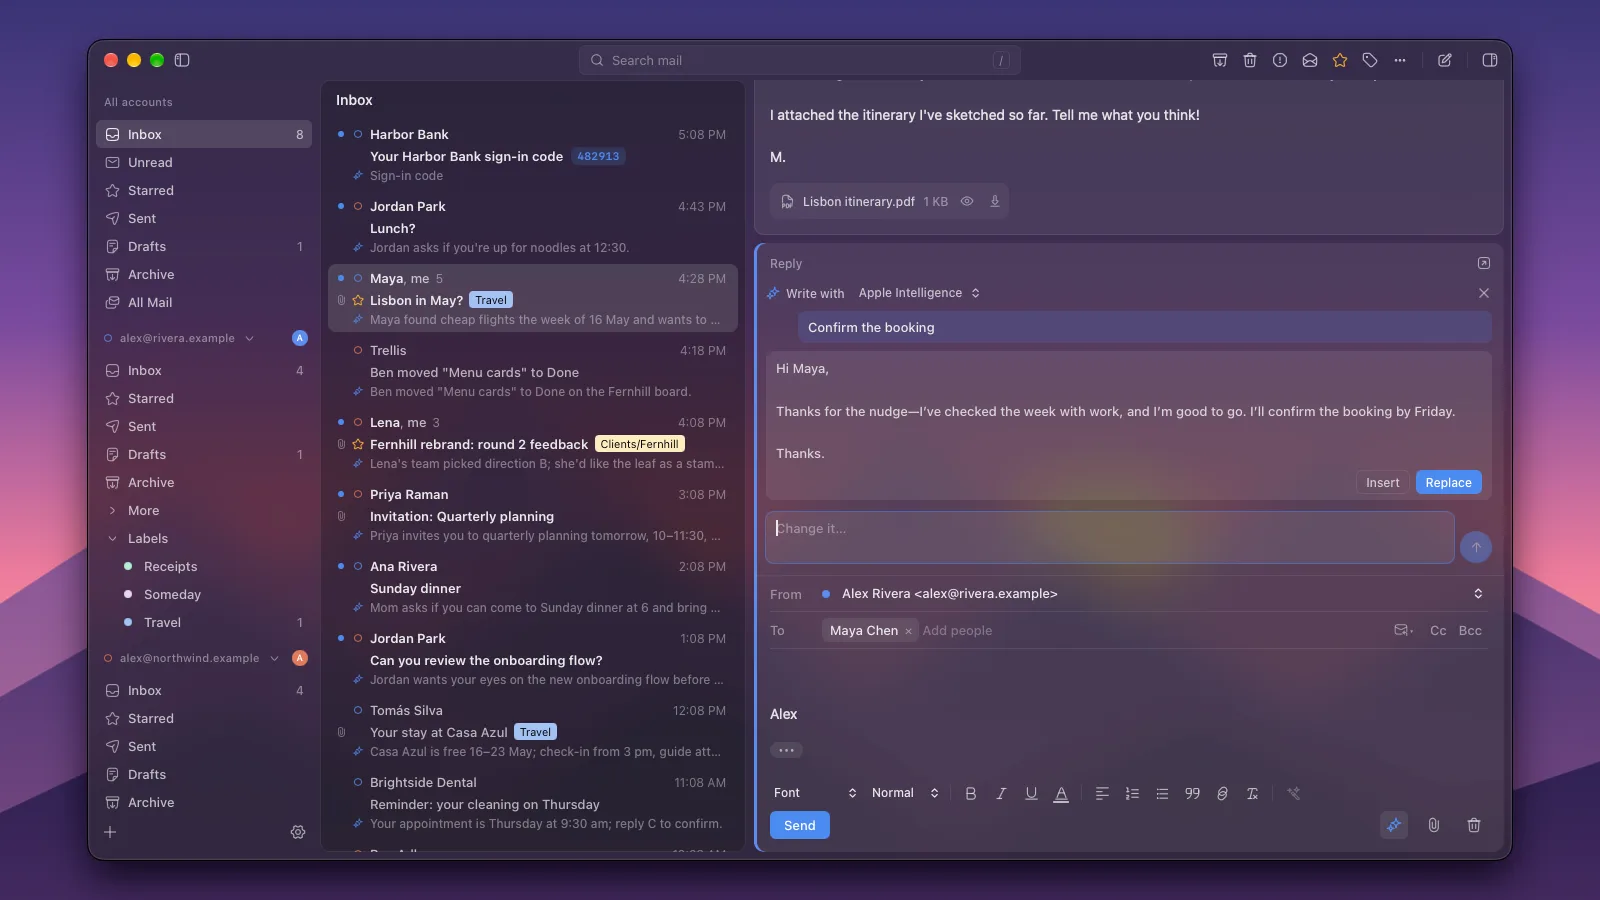 Search mail
/
All accounts
Inbox 8
Unread
Starred
Sent
Drafts 1
Archive
All Mail
alex@rivera.example A
Inbox 4
Starred
Sent
Drafts 1
Archive
More
Labels
Receipts
Someday
Travel 1
alex@northwind.example A
Inbox 4
Starred
Sent
Drafts
Archive
Inbox
Harbor Bank 5:08 PM
Your Harbor Bank sign-in code 482913
Sign-in code
Jordan Park 4:43 PM
Lunch?
Jordan asks if you're up for noodles at 12:30.
Maya, me 5 4:28 PM
Lisbon in May? Travel
Maya found cheap flights the week of 16 May and wants to ...
Trellis 4:18 PM
Ben moved "Menu cards" to Done
Ben moved "Menu cards" to Done on the Fernhill board.
Lena, me 3 4:08 PM
Fernhill rebrand: round 2 feedback Clients/Fernhill
Lena's team picked direction B; she'd like the leaf as a stam...
Priya Raman 3:08 PM
Invitation: Quarterly planning
Priya invites you to quarterly planning tomorrow, 10–11:30, ...
Ana Rivera 2:08 PM
Sunday dinner
Mom asks if you can come to Sunday dinner at 6 and bring ...
Jordan Park 1:08 PM
Can you review the onboarding flow?
Jordan wants your eyes on the new onboarding flow before ...
Tomás Silva 12:08 PM
Your stay at Casa Azul Travel
Casa Azul is free 16–23 May; check-in from 3 pm, guide att...
Brightside Dental 11:08 AM
Reminder: your cleaning on Thursday
Your appointment is Thursday at 9:30 am; reply C to confirm.
I attached the itinerary I've sketched so far. Tell me what you think!
M.
PDF Lisbon itinerary.pdf 1 KB
Reply
Write with Apple Intelligence
Confirm the booking
Hi Maya,
Thanks for the nudge—I've checked the week with work, and I'm good to go. I'll confirm the booking by Friday.
Thanks.
Insert Replace
Change it...
From Alex Rivera <alex@rivera.example>
To Maya Chen × Add people Cc Bcc
Alex
Font Normal B I U A
Send